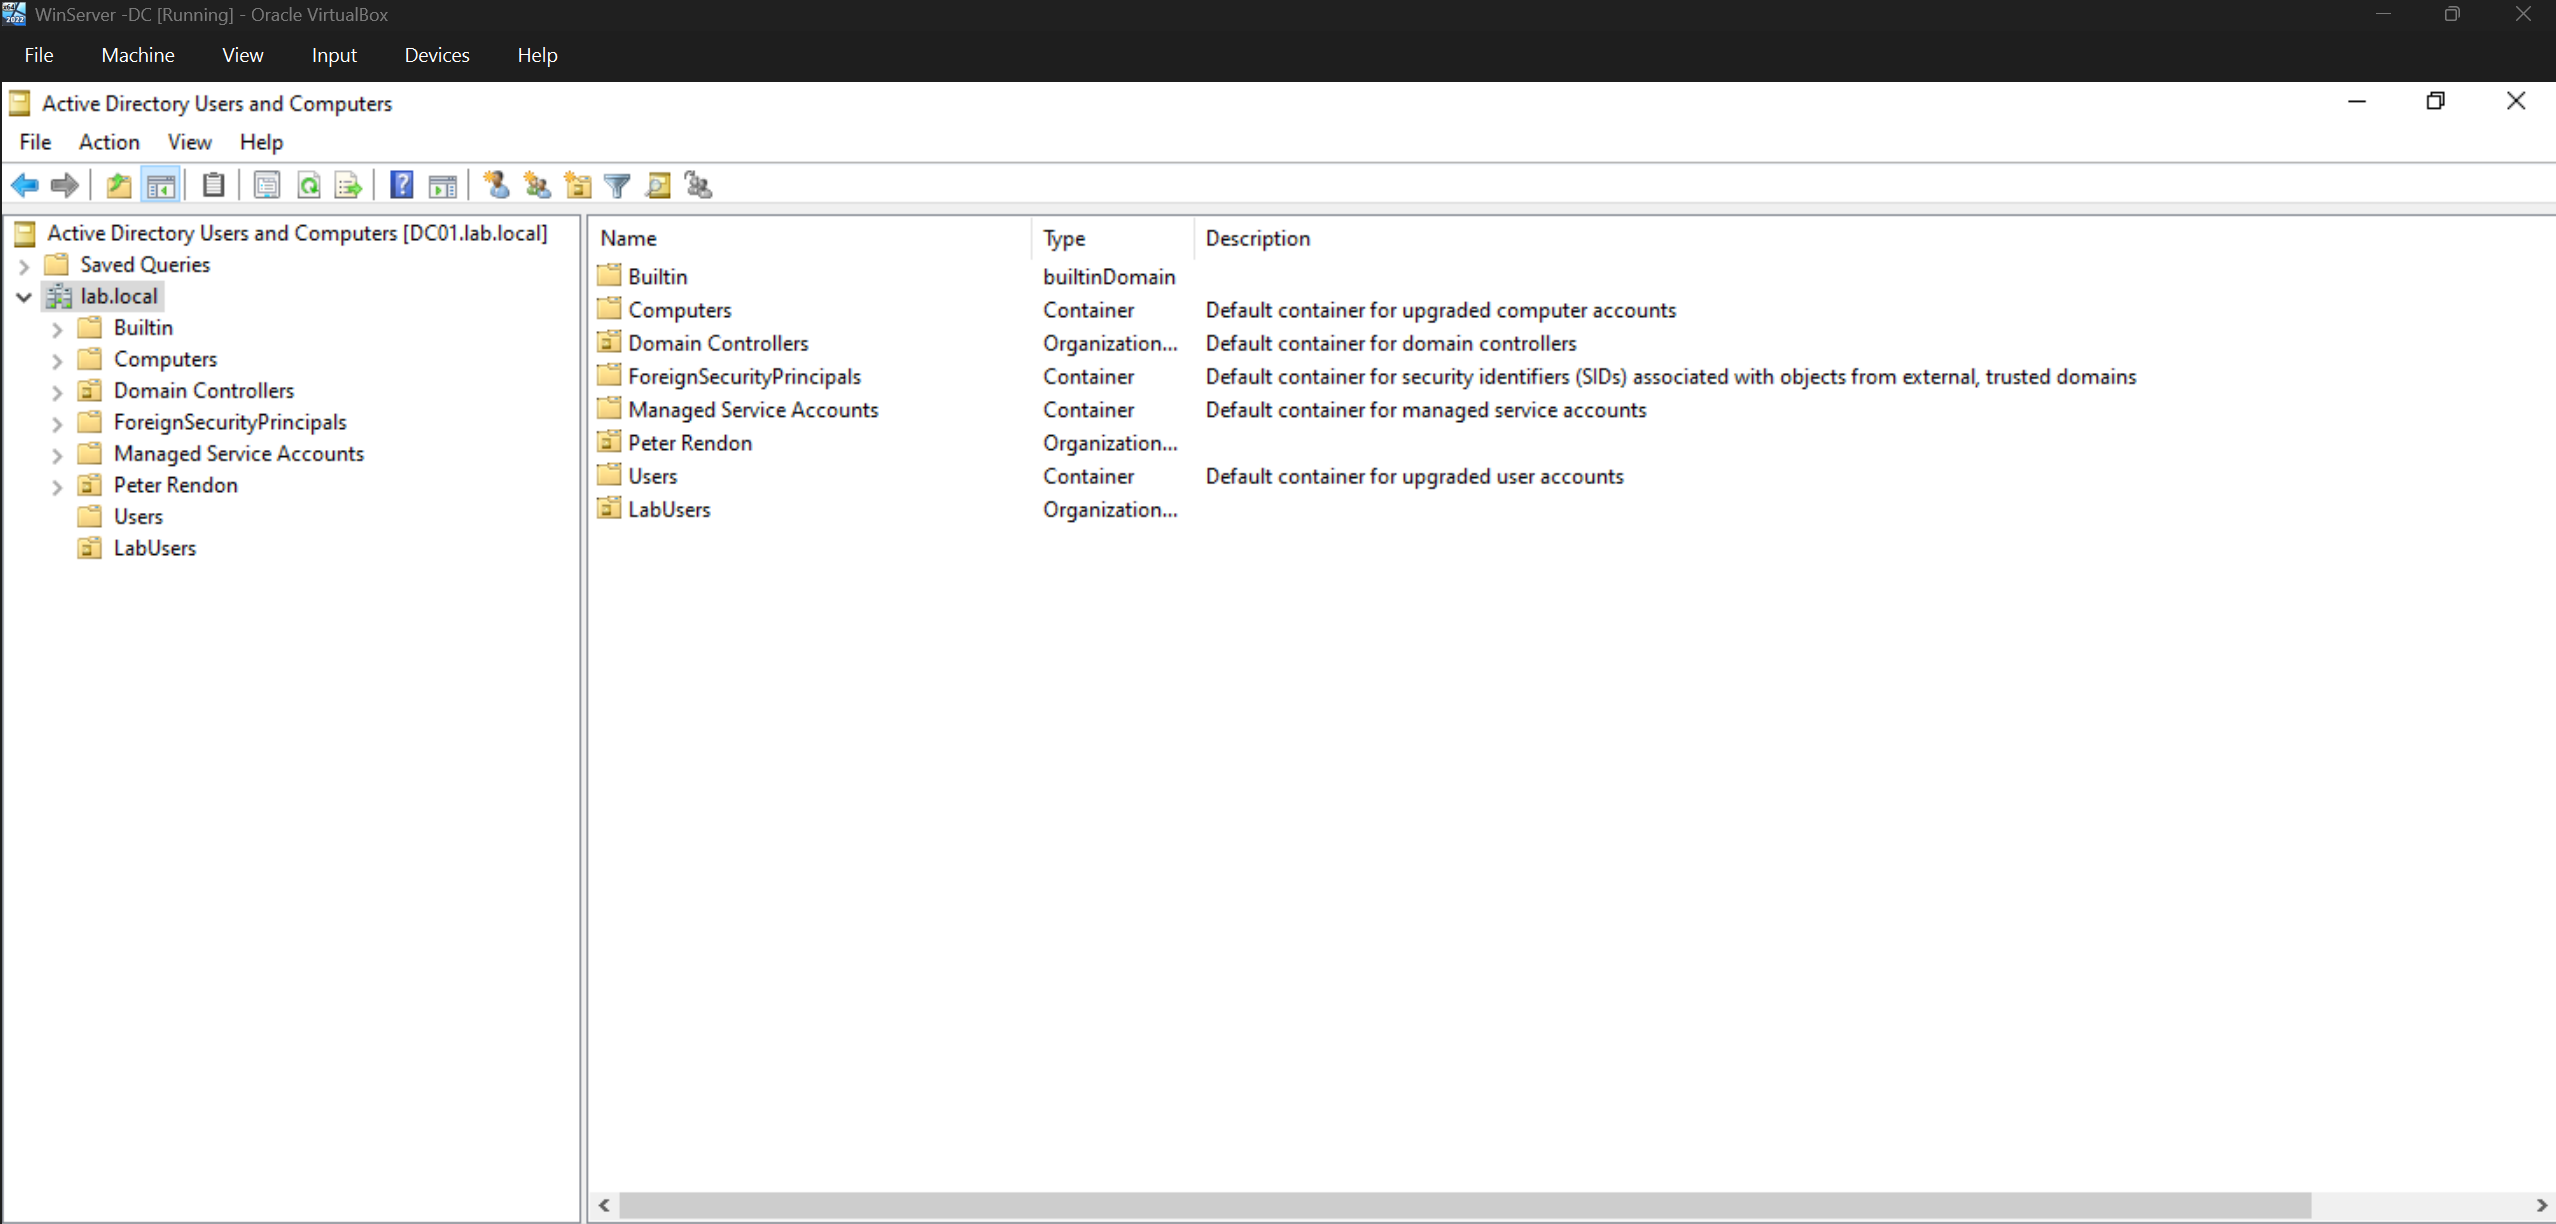 WinServer -DC [Running] - Oracle VirtualBox
File Machine View Input Devices Help
Active Directory Users and Computers
File Action View Help
Active Directory Users and Computers [DC01.lab.local]
Saved Queries
lab.local
Builtin
Computers
Domain Controllers
ForeignSecurityPrincipals
Managed Service Accounts
Peter Rendon
Users
LabUsers
Name Type Description
Builtin builtinDomain
Computers Container Default container for upgraded computer accounts
Domain Controllers Organization... Default container for domain controllers
ForeignSecurityPrincipals Container Default container for security identifiers (SIDs) associated with objects from external, trusted domains
Managed Service Accounts Container Default container for managed service accounts
Peter Rendon Organization...
Users Container Default container for upgraded user accounts
LabUsers Organization...